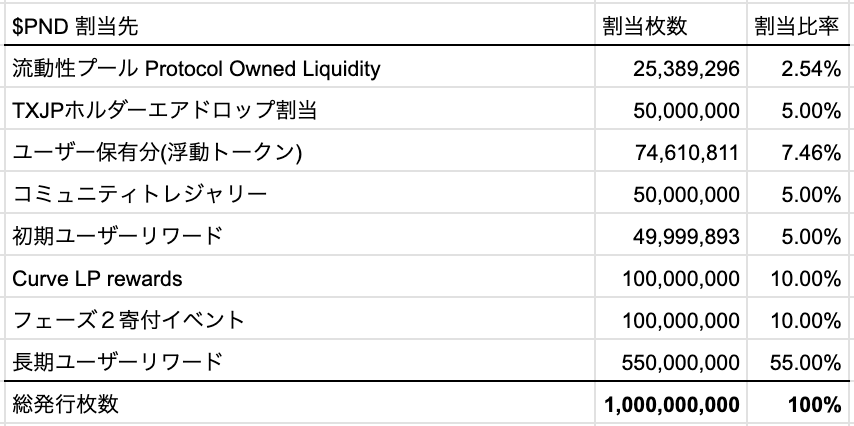 $PND 割当先 割当枚数 割当比率
流動性プール Protocol Owned Liquidity 25,389,296 2.54%
TXJPホルダーエアドロップ割当 50,000,000 5.00%
ユーザー保有分(浮動トークン) 74,610,811 7.46%
コミュニティトレジャリー 50,000,000 5.00%
初期ユーザーリワード 49,999,893 5.00%
Curve LP rewards 100,000,000 10.00%
フェーズ２寄付イベント 100,000,000 10.00%
長期ユーザーリワード 550,000,000 55.00%
総発行枚数 1,000,000,000 100%